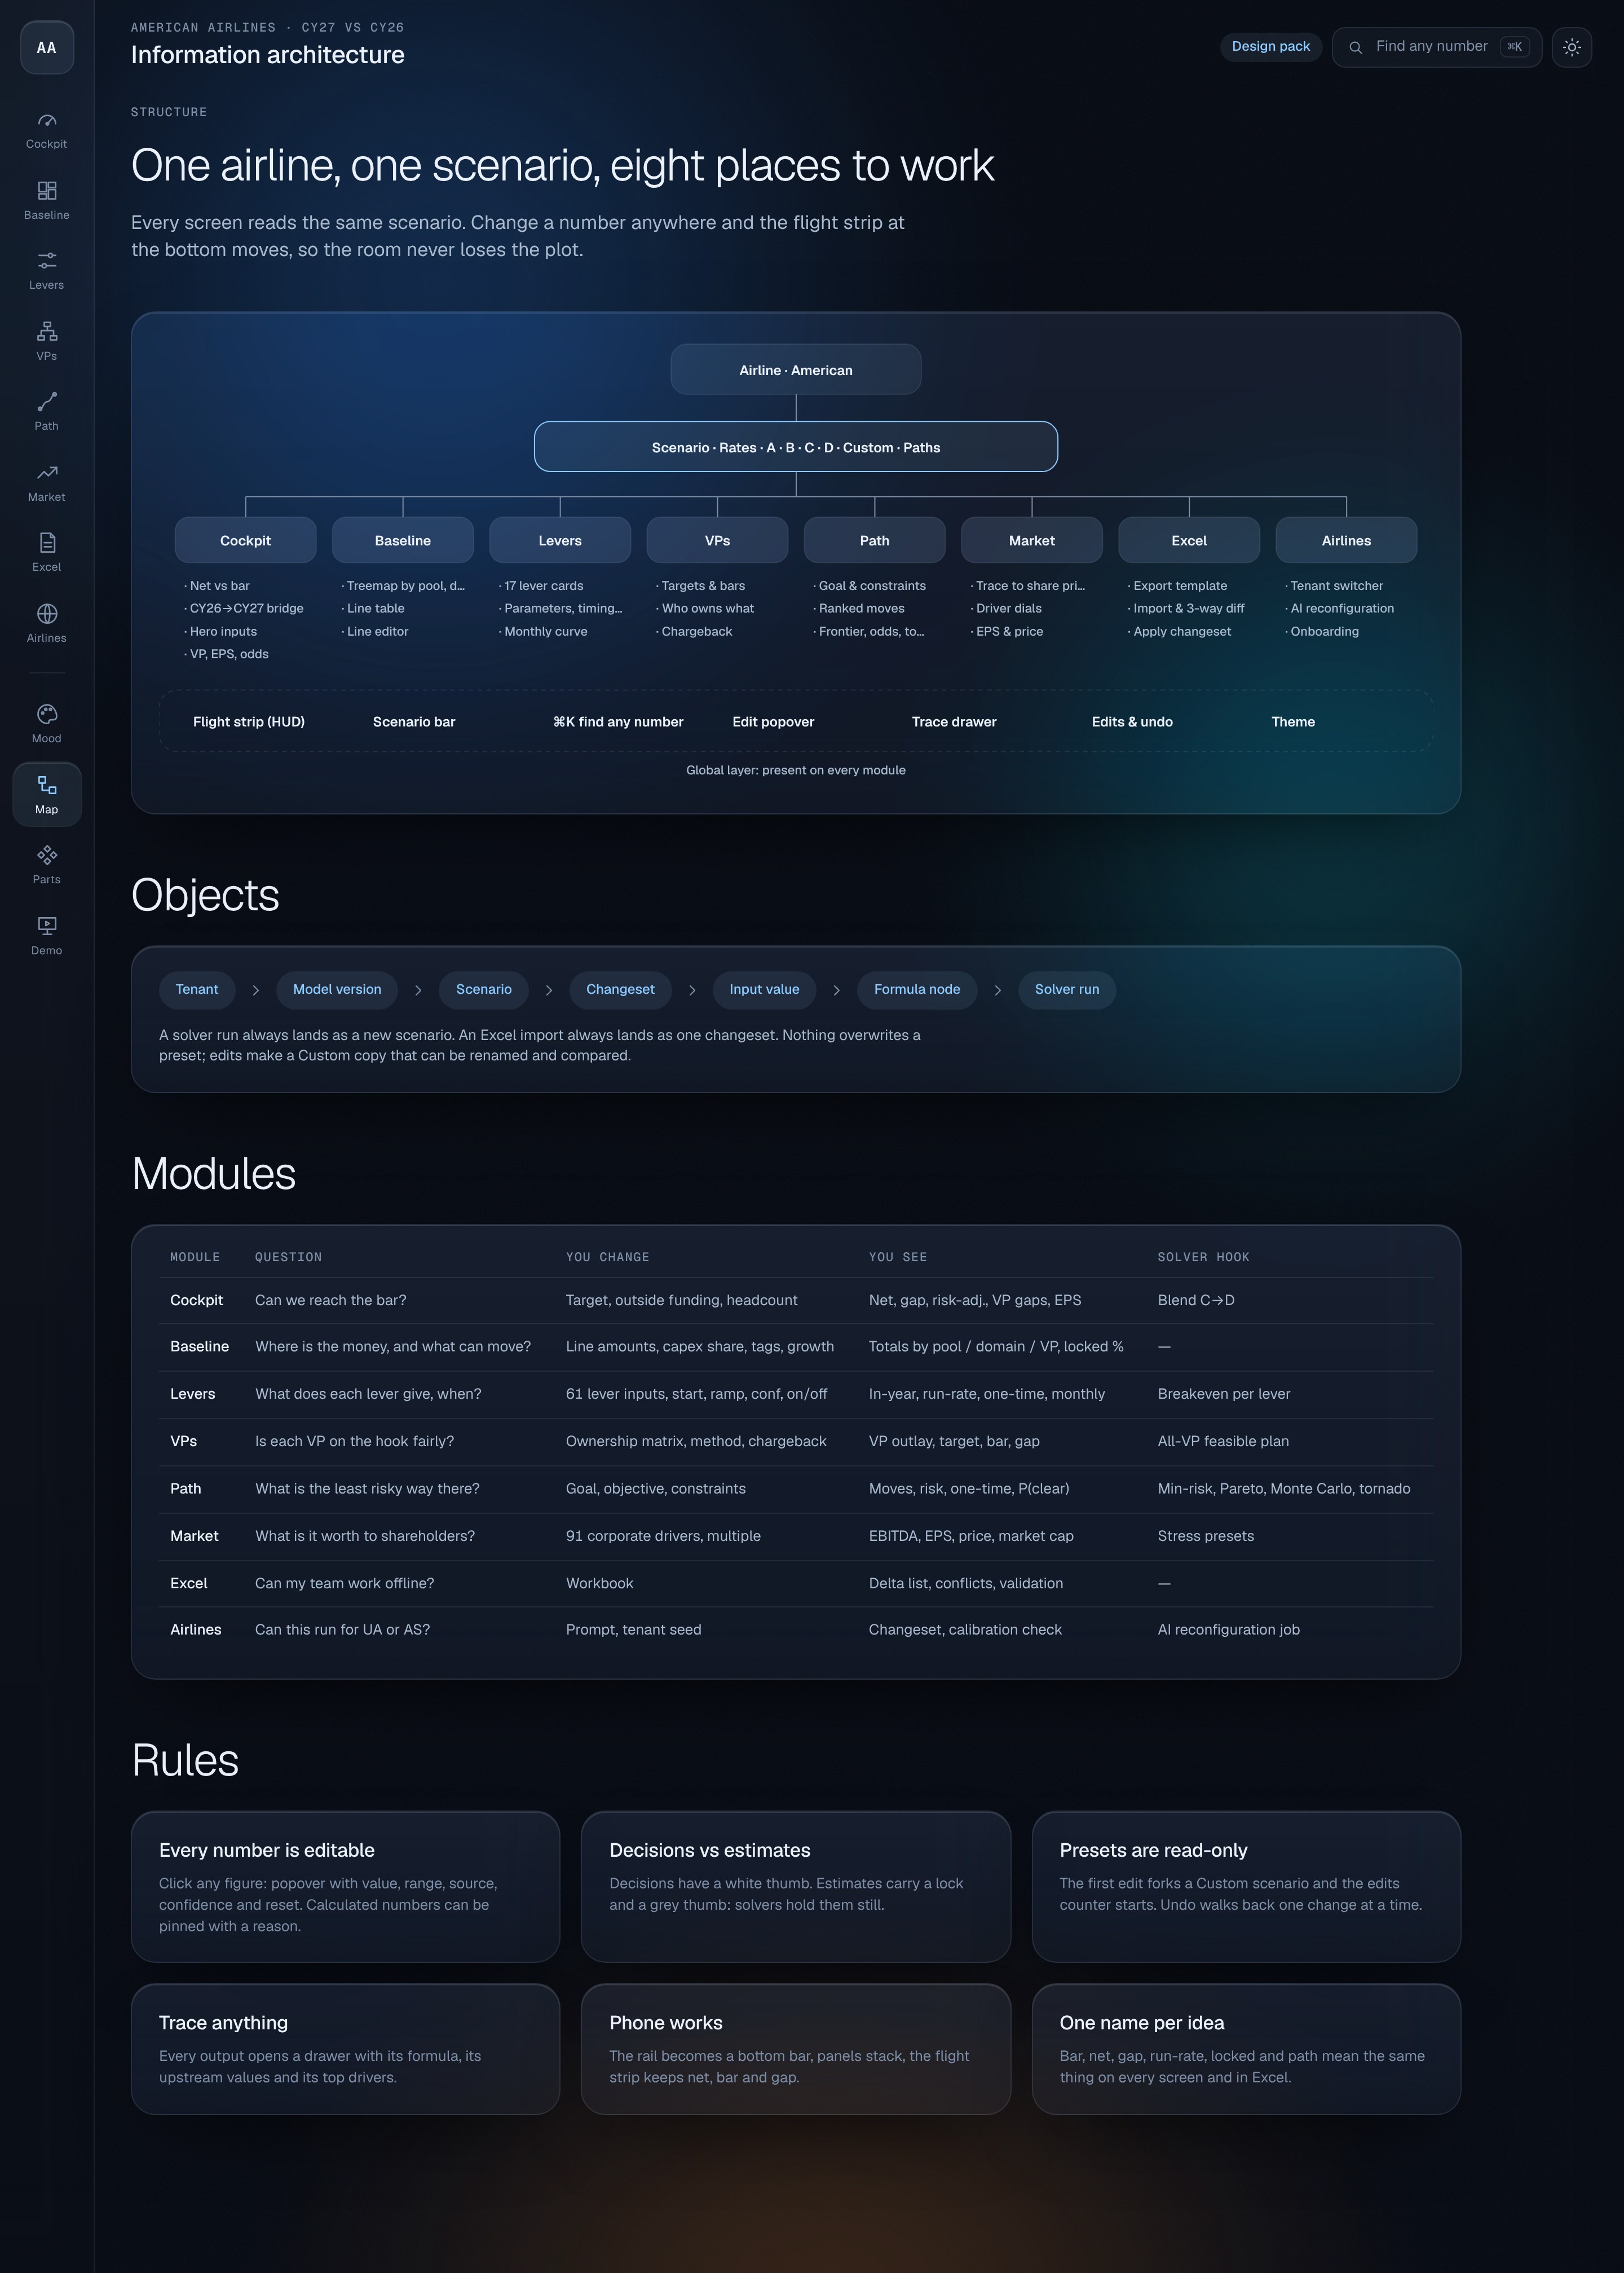 AA
Cockpit
Baseline
Levers
VPs
Path
Market
Excel
Airlines
Mood
Map
Parts
Demo
AMERICAN AIRLINES · CY27 VS CY26
Information architecture
Design pack
Find any number
⌘K
STRUCTURE
One airline, one scenario, eight places to work
Every screen reads the same scenario. Change a number anywhere and the flight strip at
the bottom moves, so the room never loses the plot.
Airline · American
Scenario · Rates · A · B · C · D · Custom · Paths
Cockpit
· Net vs bar
· CY26→CY27 bridge
· Hero inputs
· VP, EPS, odds
Baseline
· Treemap by pool, d…
· Line table
· Line editor
Levers
· 17 lever cards
· Parameters, timing…
· Monthly curve
VPs
· Targets & bars
· Who owns what
· Chargeback
Path
· Goal & constraints
· Ranked moves
· Frontier, odds, to…
Market
· Trace to share pri…
· Driver dials
· EPS & price
Excel
· Export template
· Import & 3-way diff
· Apply changeset
Airlines
· Tenant switcher
· AI reconfiguration
· Onboarding
Flight strip (HUD) Scenario bar ⌘K find any number Edit popover Trace drawer Edits & undo Theme
Global layer: present on every module
Objects
Tenant > Model version > Scenario > Changeset > Input value > Formula node > Solver run
A solver run always lands as a new scenario. An Excel import always lands as one changeset. Nothing overwrites a
preset; edits make a Custom copy that can be renamed and compared.
Modules
MODULE QUESTION YOU CHANGE YOU SEE SOLVER HOOK
Cockpit Can we reach the bar? Target, outside funding, headcount Net, gap, risk-adj., VP gaps, EPS Blend C→D
Baseline Where is the money, and what can move? Line amounts, capex share, tags, growth Totals by pool / domain / VP, locked % —
Levers What does each lever give, when? 61 lever inputs, start, ramp, conf, on/off In-year, run-rate, one-time, monthly Breakeven per lever
VPs Is each VP on the hook fairly? Ownership matrix, method, chargeback VP outlay, target, bar, gap All-VP feasible plan
Path What is the least risky way there? Goal, objective, constraints Moves, risk, one-time, P(clear) Min-risk, Pareto, Monte Carlo, tornado
Market What is it worth to shareholders? 91 corporate drivers, multiple EBITDA, EPS, price, market cap Stress presets
Excel Can my team work offline? Workbook Delta list, conflicts, validation —
Airlines Can this run for UA or AS? Prompt, tenant seed Changeset, calibration check AI reconfiguration job
Rules
Every number is editable
Click any figure: popover with value, range, source,
confidence and reset. Calculated numbers can be
pinned with a reason.
Decisions vs estimates
Decisions have a white thumb. Estimates carry a lock
and a grey thumb: solvers hold them still.
Presets are read-only
The first edit forks a Custom scenario and the edits
counter starts. Undo walks back one change at a time.
Trace anything
Every output opens a drawer with its formula, its
upstream values and its top drivers.
Phone works
The rail becomes a bottom bar, panels stack, the flight
strip keeps net, bar and gap.
One name per idea
Bar, net, gap, run-rate, locked and path mean the same
thing on every screen and in Excel.